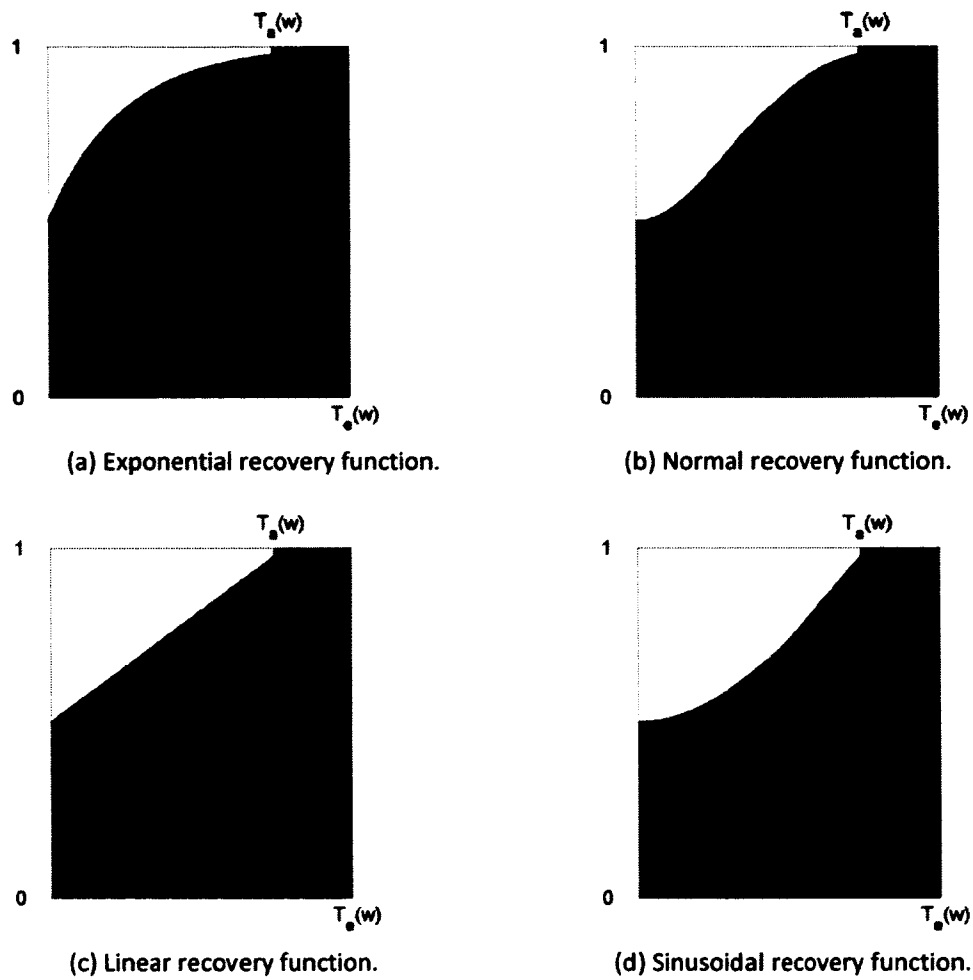 T_a(w)
1
0
T_e(w)
(a) Exponential recovery function.
T_a(w)
1
0
T_e(w)
(b) Normal recovery function.
T_a(w)
1
0
T_e(w)
(c) Linear recovery function.
T_a(w)
1
0
T_e(w)
(d) Sinusoidal recovery function.